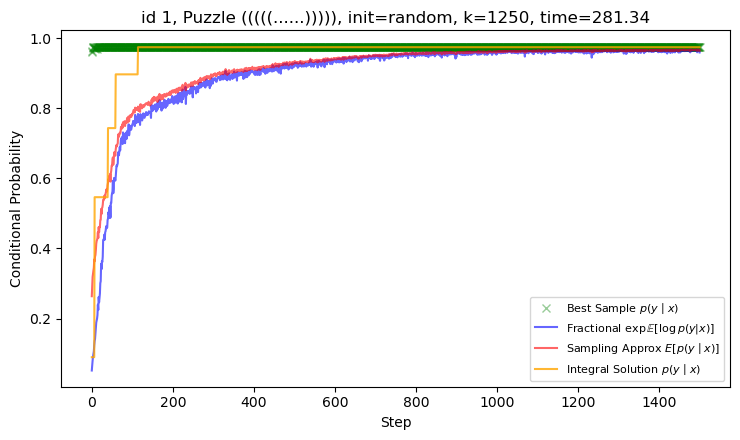 id 1, Puzzle (((((......))))), init=random, k=1250, time=281.34
Conditional Probability
1.0
0.8
0.6
0.4
0.2
0
200
400
600
800
1000
1200
1400
Step
Best Sample p(y | x)
Fractional exp𝔼[log p(y|x)]
Sampling Approx E[p(y | x)]
Integral Solution p(y | x)